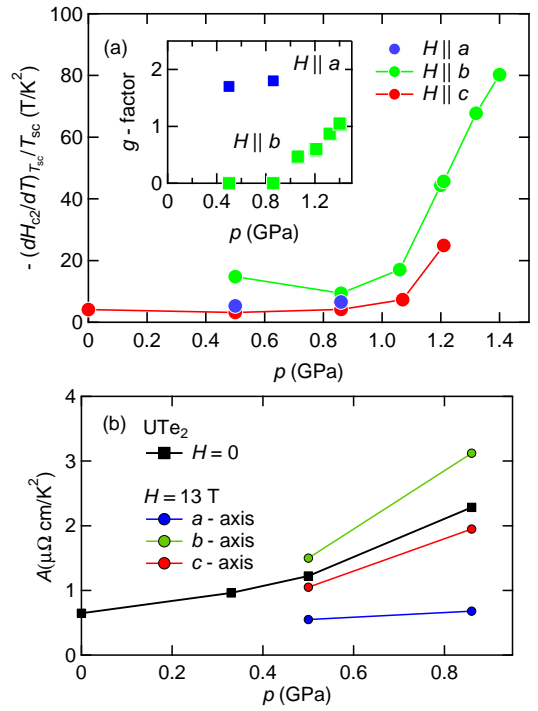 (a)
- (dH_c2/dT)_Tsc/T_sc (T/K²)
100
80
60
40
20
0
0 0.2 0.4 0.6 0.8 1.0 1.2 1.4
p (GPa)
H || a
H || b
H || c
g - factor
2
1
0
0.4 0.8 1.2
p (GPa)
H || a
H || b
(b)
A(μΩ cm/K²)
4
3
2
1
0
0 0.2 0.4 0.6 0.8
p (GPa)
UTe₂
H = 0
H = 13 T
a - axis
b - axis
c - axis